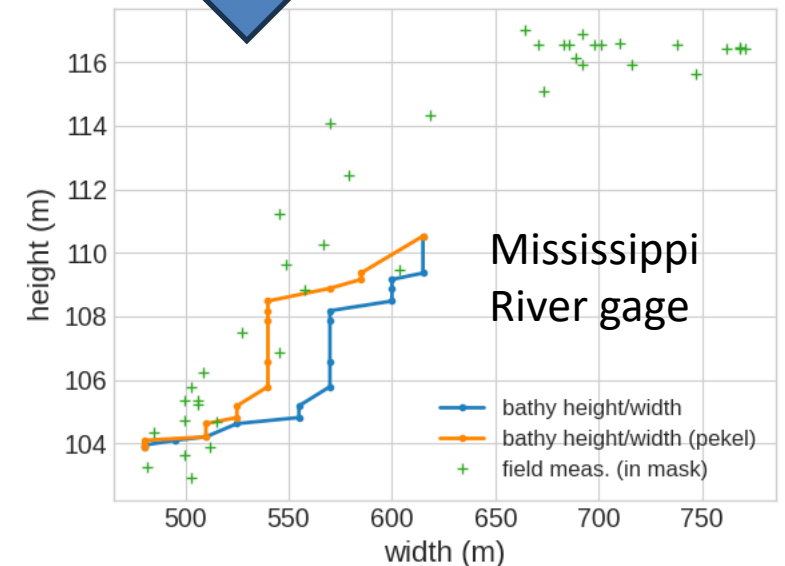 116
114
112
110
108
106
104
height (m)
Mississippi
River gage
bathy height/width
bathy height/width (pekel)
field meas. (in mask)
500 550 600 650 700 750
width (m)